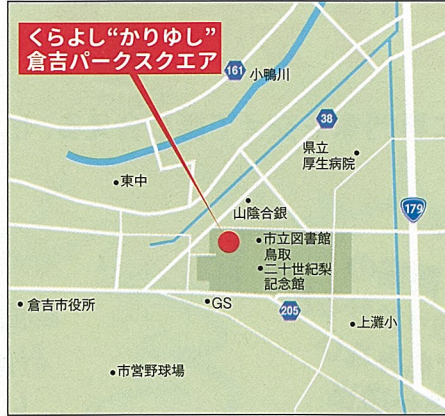 くらよし“かりゆし”
倉吉パークスクエア
161
小鴨川
38
県立
厚生病院
東中
179
山陰合銀
市立図書館
鳥取
二十世紀梨
記念館
倉吉市役所
GS
205
上灘小
市営野球場